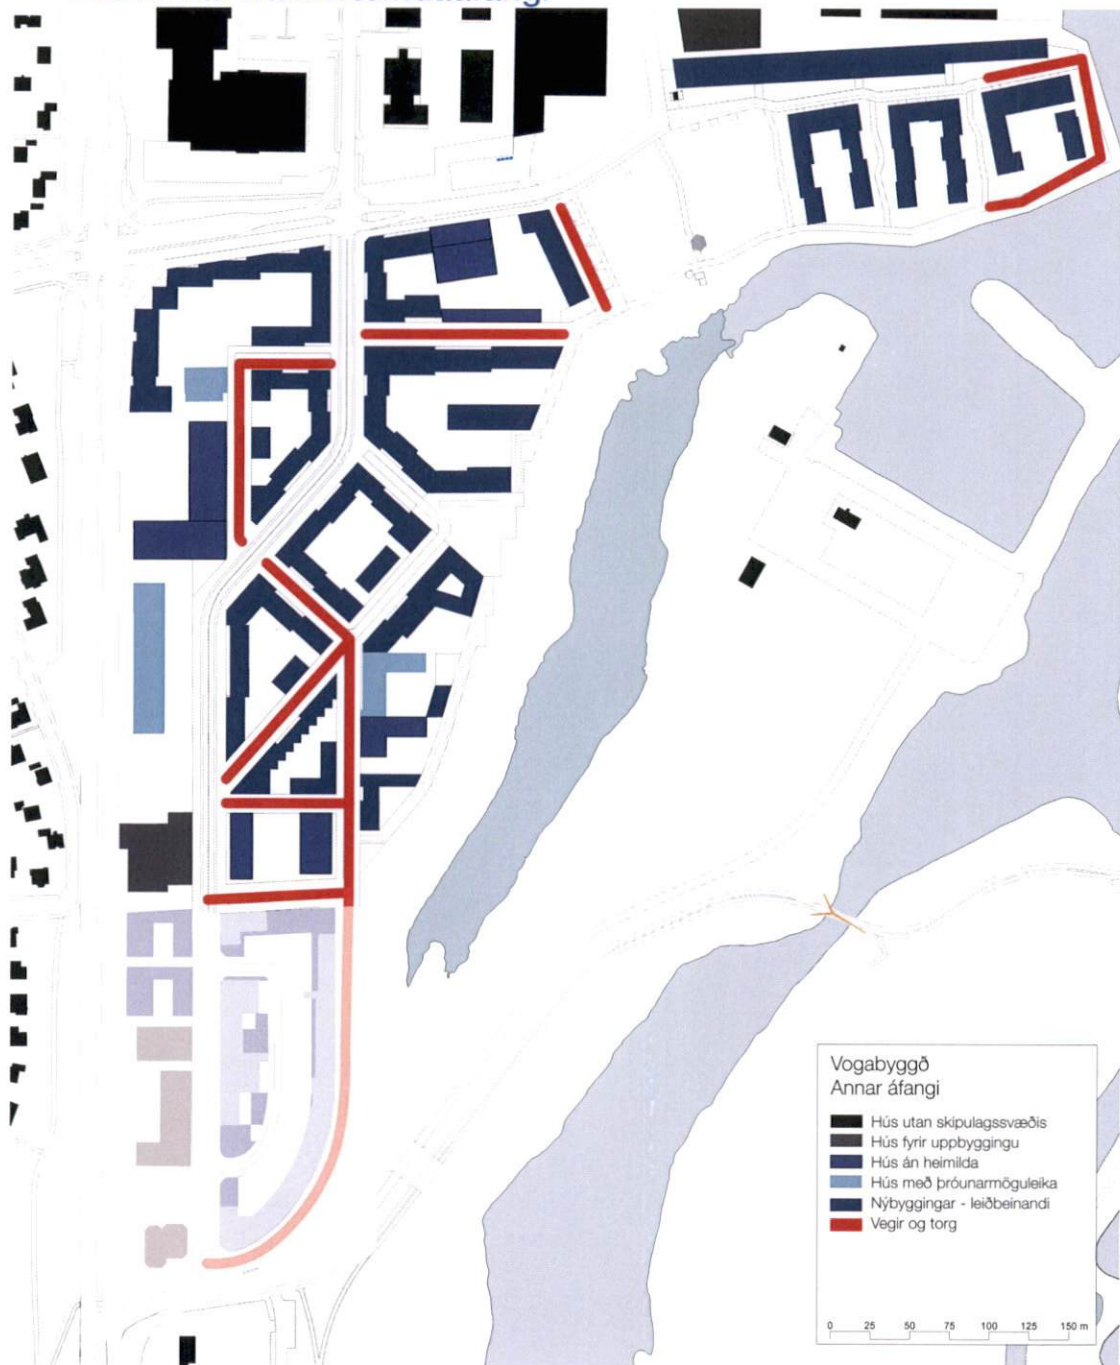 Vogabyggð
Annar áfangi
Hús utan skipulagssvæðis
Hús fyrir uppbyggingu
Hús án heimilda
Hús með þróunarmöguleika
Nýbyggingar - leiðbeinandi
Vegir og torg
0 25 50 75 100 125 150 m